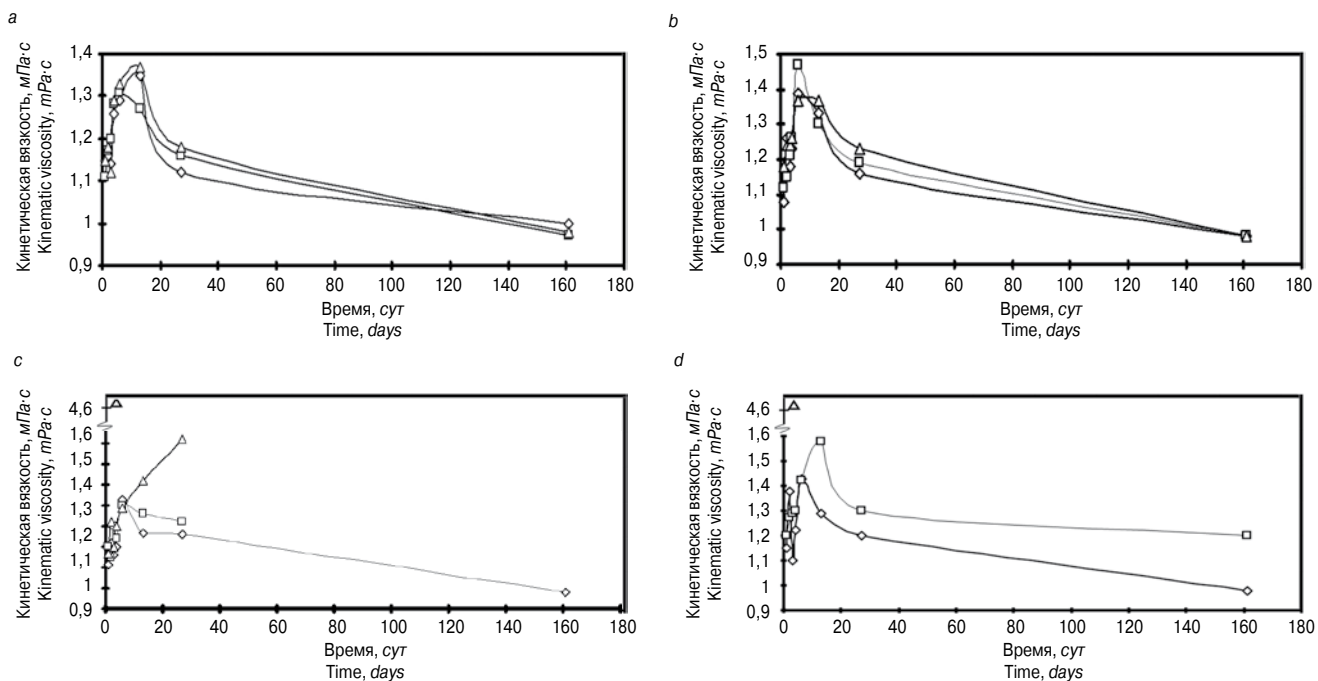 a
Кинетическая вязкость, мПа·с
Kinematic viscosity, mPa·s
1,4
1,3
1,2
1,1
1
0,9
0 20 40 60 80 100 120 140 160 180
Время, сут
Time, days
b
Кинетическая вязкость, мПа·с
Kinematic viscosity, mPa·s
1,5
1,4
1,3
1,2
1,1
1
0,9
0 20 40 60 80 100 120 140 160 180
Время, сут
Time, days
c
Кинетическая вязкость, мПа·с
Kinematic viscosity, mPa·s
4,6
1,6
1,5
1,4
1,3
1,2
1,1
1
0,9
0 20 40 60 80 100 120 140 160 180
Время, сут
Time, days
d
Кинетическая вязкость, мПа·с
Kinematic viscosity, mPa·s
4,6
1,6
1,5
1,4
1,3
1,2
1,1
1
0,9
0 20 40 60 80 100 120 140 160 180
Время, сут
Time, days